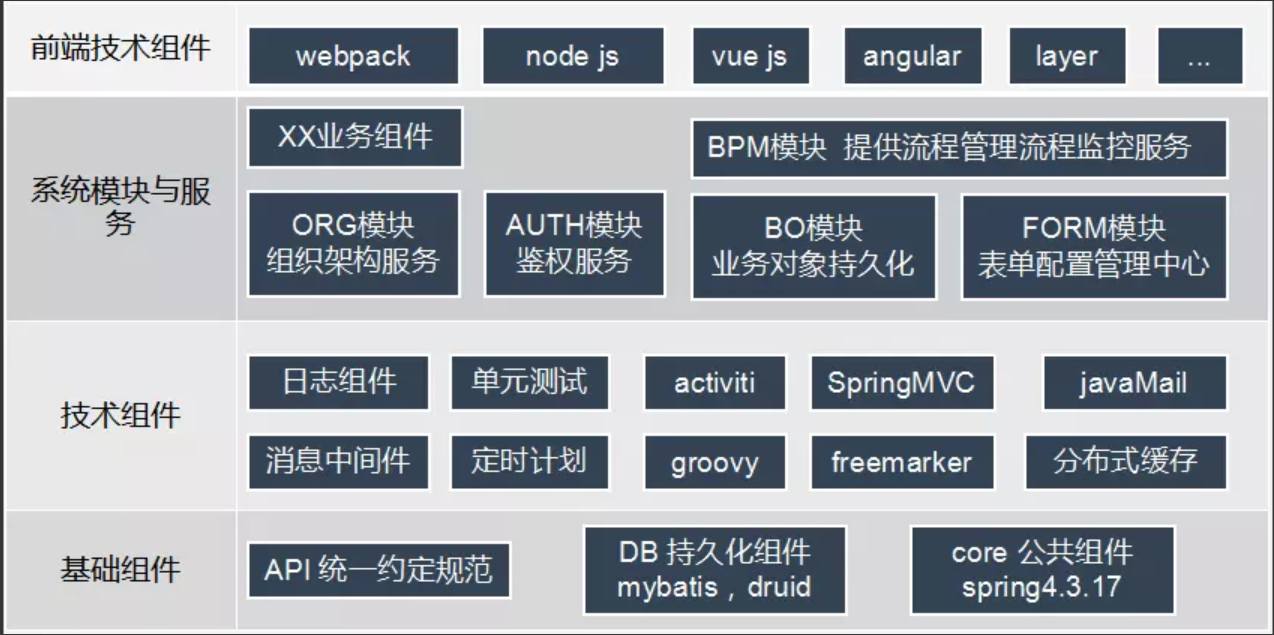 前端技术组件
webpack
node js
vue js
angular
layer
...
系统模块与服
务
XX业务组件
BPM模块 提供流程管理流程监控服务
ORG模块
组织架构服务
AUTH模块
鉴权服务
BO模块
业务对象持久化
FORM模块
表单配置管理中心
技术组件
日志组件
单元测试
activiti
SpringMVC
javaMail
消息中间件
定时计划
groovy
freemarker
分布式缓存
基础组件
API 统一约定规范
DB 持久化组件
mybatis，druid
core 公共组件
spring4.3.17